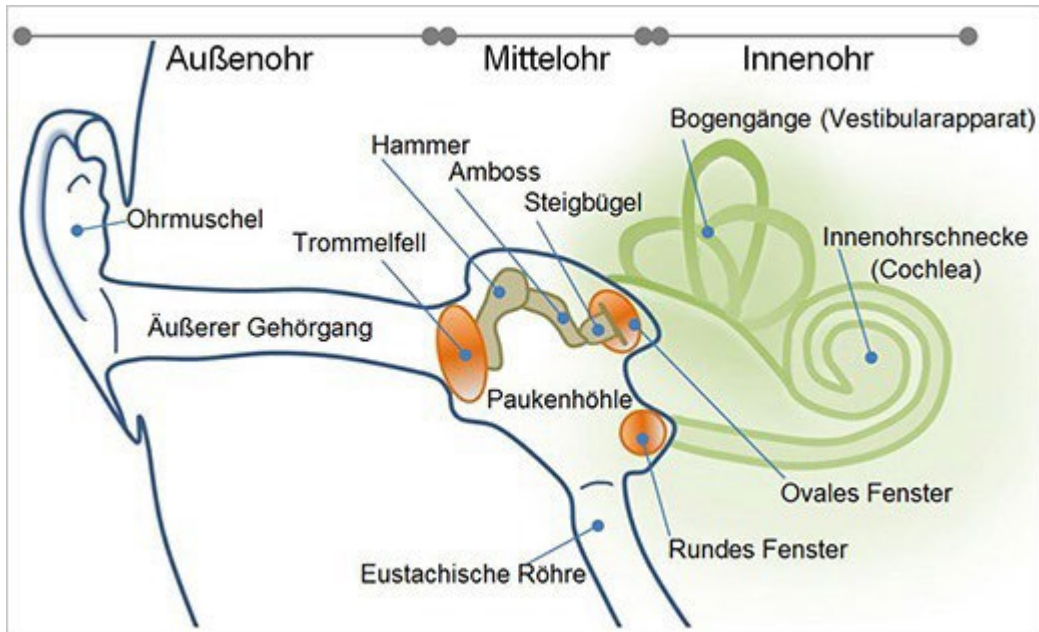 Außenohr
Mittelohr
Innenohr
Bogengänge (Vestibularapparat)
Hammer
Amboss
Steigbügel
Ohrmuschel
Trommelfell
Innenohrschnecke
(Cochlea)
Äußerer Gehörgang
Paukenhöhle
Ovales Fenster
Rundes Fenster
Eustachische Röhre